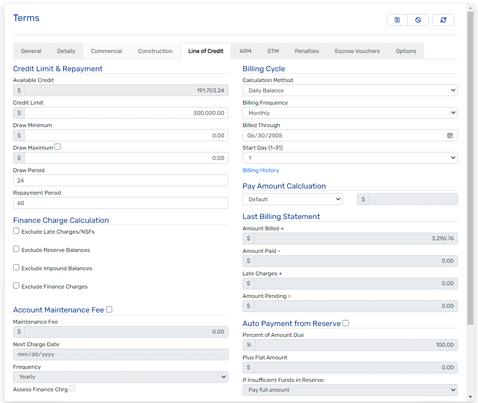 Terms
General Details Commercial Construction Line of Credit ARM OTM Penalties Escrow Vouchers Options
Credit Limit & Repayment
Available Credit
$ 191,703.24
Credit Limit
$ 300,000.00
Draw Minimum
$ 0.00
Draw Maximum
$ 0.00
Draw Peroid
24
Repayment Peroid
60
Finance Charge Calculation
Exclude Late Charges/NSFs
Exclude Reserve Balances
Exclude Impound Balances
Exclude Finance Charges
Account Maintenance Fee
Maintenance Fee
$ 0.00
Next Charge Date
mm/dd/yyyy
Frequency
Yearly
Assess Finance Chrg
Billing Cycle
Calculation Method
Daily Balance
Billing Frequency
Monthly
Billed Through
06/30/2005
Start Day (1-31)
1
Billing History
Pay Amount Calcluation
Default $
Last Billing Statement
Amount Billed +
$ 3,296.76
Amount Paid -
$ 0.00
Late Charges +
$ 0.00
Amount Pending =
$ 0.00
Auto Payment from Reserve
Percent of Amount Due
% 100.00
Plus Flat Amount
$ 0.00
If Insufficient Funds in Reserve:
Pay full amount